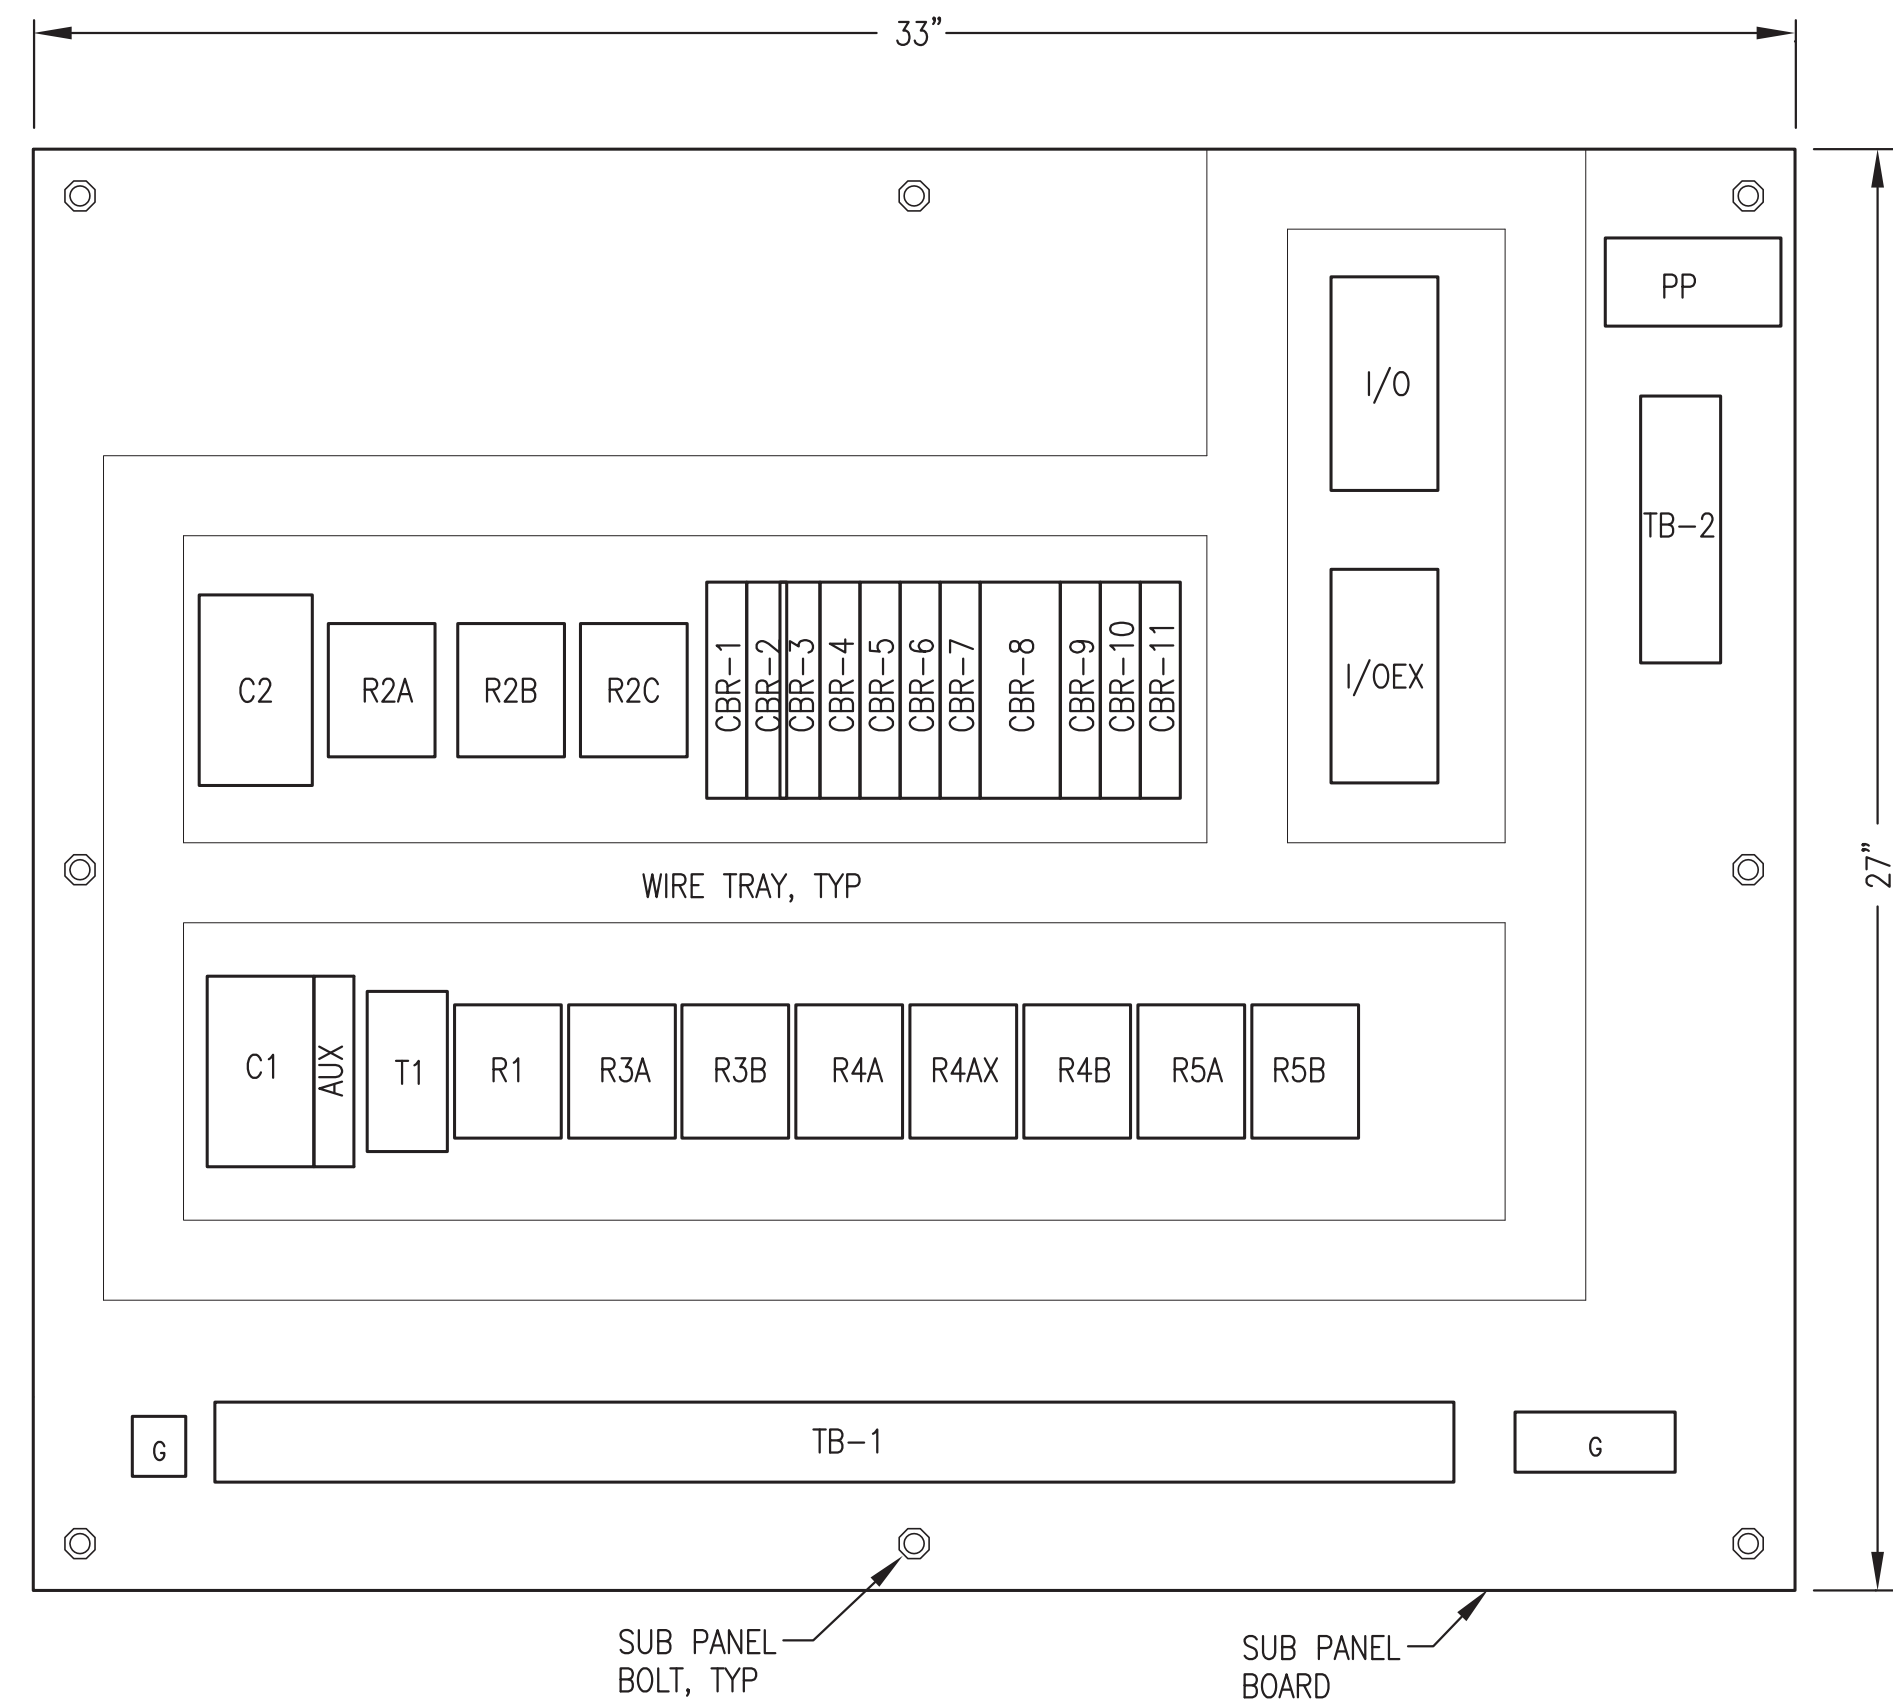 33”
PP
I/O
TB-2
C2
R2A
R2B
R2C
CBR-1
CBR-2
CBR-3
CBR-4
CBR-5
CBR-6
CBR-7
CBR-8
CBR-9
CBR-10
CBR-11
I/OEX
27”
WIRE TRAY, TYP
C1
AUX
T1
R1
R3A
R3B
R4A
R4AX
R4B
R5A
R5B
G
TB-1
G
SUB PANEL
BOLT, TYP
SUB PANEL
BOARD